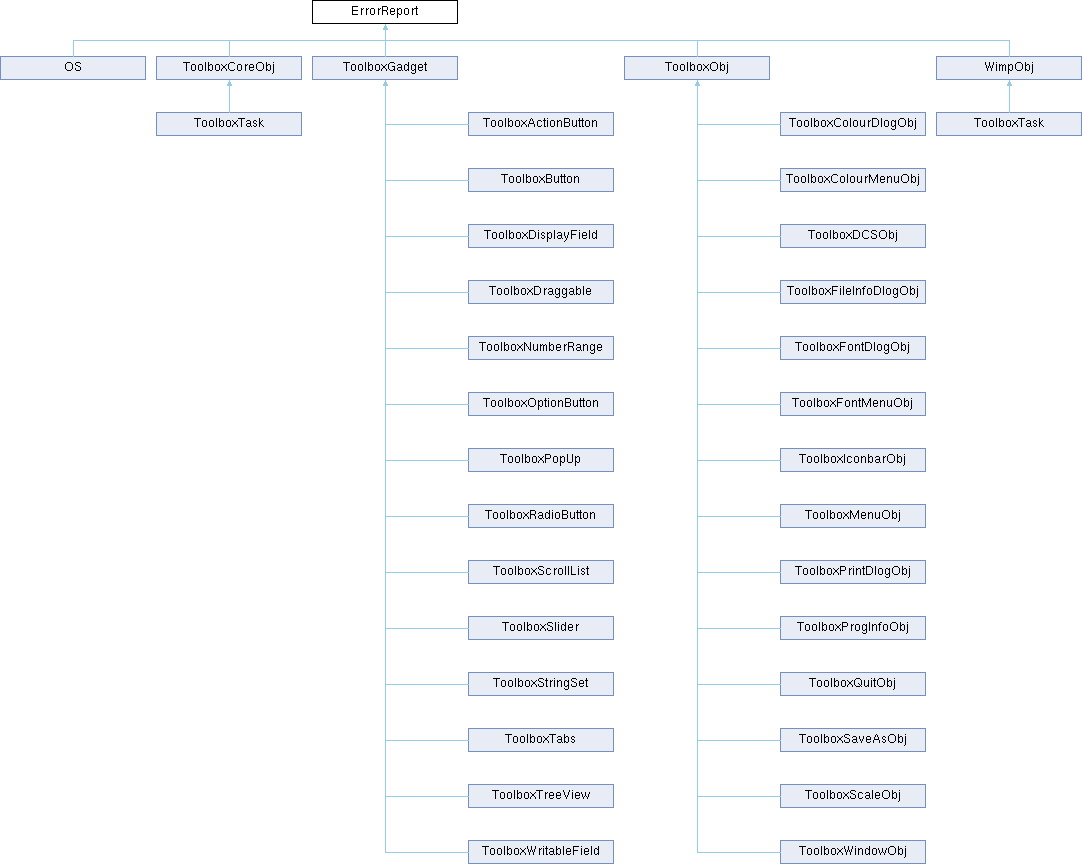 ErrorReport
OS
ToolboxCoreObj
ToolboxGadget
ToolboxObj
WimpObj
ToolboxTask
ToolboxActionButton
ToolboxColourDlogObj
ToolboxTask
ToolboxButton
ToolboxColourMenuObj
ToolboxDisplayField
ToolboxDCSObj
ToolboxDraggable
ToolboxFileInfoDlogObj
ToolboxNumberRange
ToolboxFontDlogObj
ToolboxOptionButton
ToolboxFontMenuObj
ToolboxPopUp
ToolboxIconbarObj
ToolboxRadioButton
ToolboxMenuObj
ToolboxScrollList
ToolboxPrintDlogObj
ToolboxSlider
ToolboxProgInfoObj
ToolboxStringSet
ToolboxQuitObj
ToolboxTabs
ToolboxSaveAsObj
ToolboxTreeView
ToolboxScaleObj
ToolboxWritableField
ToolboxWindowObj